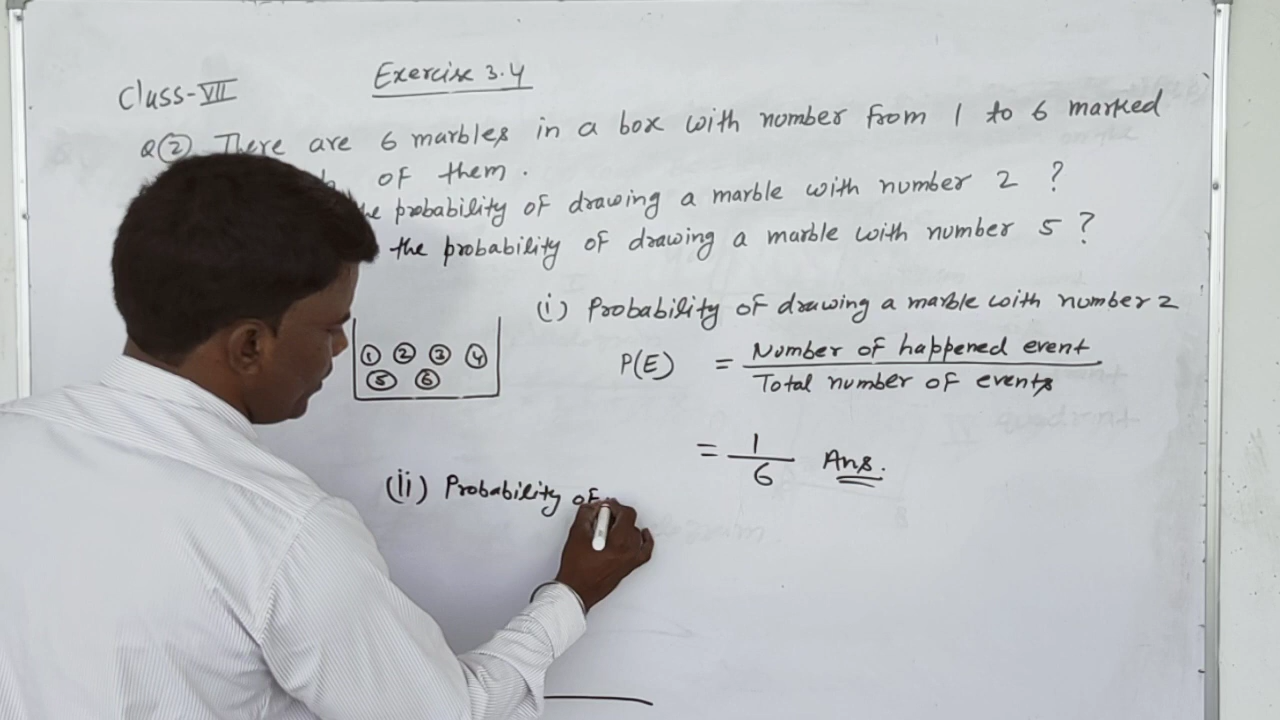 Class-VII
Exercise 3.4
Q(2) There are 6 marbles in a box with number from 1 to 6 marked
of them.
the probability of drawing a marble with number 2 ?
the probability of drawing a marble with number 5 ?
(i) Probability of drawing a marble with number 2
1 2 3 4
5 6
P(E) = Number of happened event
Total number of events
= 1
6 Ans.
(ii) Probability of